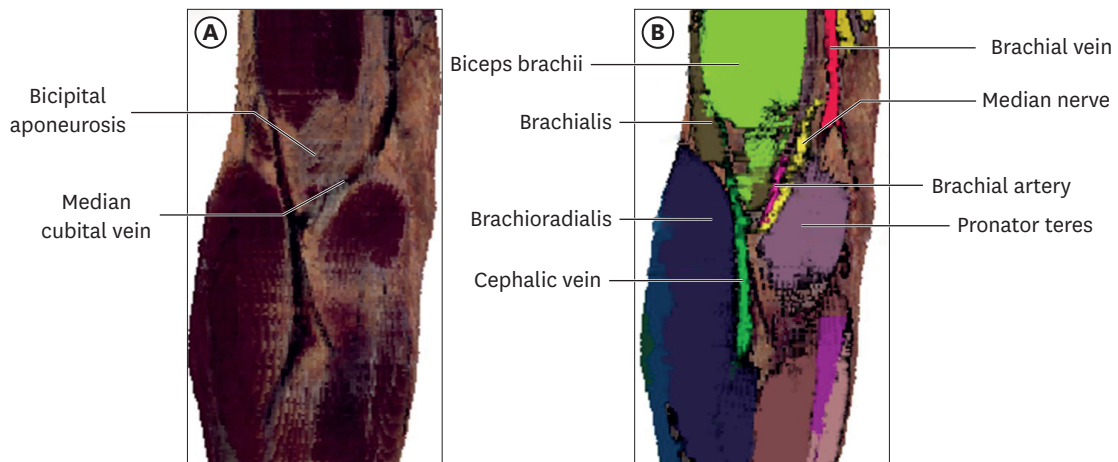 A
Bicipital
aponeurosis
Median
cubital vein
B
Biceps brachii
Brachialis
Brachioradialis
Cephalic vein
Brachial vein
Median nerve
Brachial artery
Pronator teres